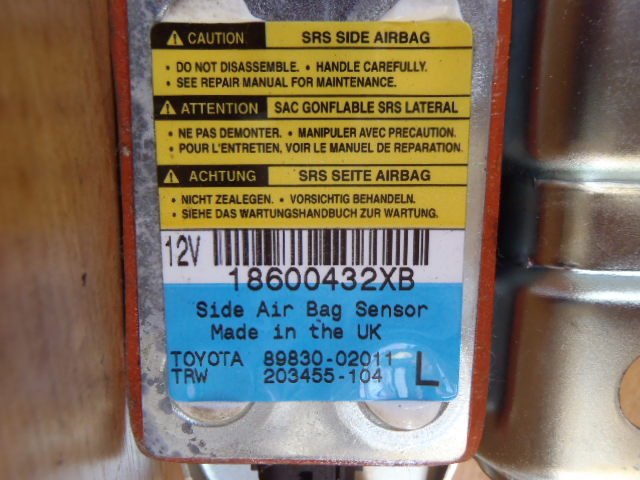 CAUTION SRS SIDE AIRBAG
• DO NOT DISASSEMBLE. • HANDLE CAREFULLY.
• SEE REPAIR MANUAL FOR MAINTENANCE.
ATTENTION SAC GONFLABLE SRS LATERAL
• NE PAS DEMONTER. • MANIPULER AVEC PRECAUTION.
• POUR L'ENTRETIEN, VOIR LE MANUEL DE REPARATION.
ACHTUNG SRS SEITE AIRBAG
• NICHT ZEALEGEN. • VORSICHTIG BEHANDELN.
• SIEHE DAS WARTUNGSHANDBUCH ZUR WARTUNG.
12V
18600432XB
Side Air Bag Sensor
Made in the UK
TOYOTA 89830-02011
TRW 203455-104 L